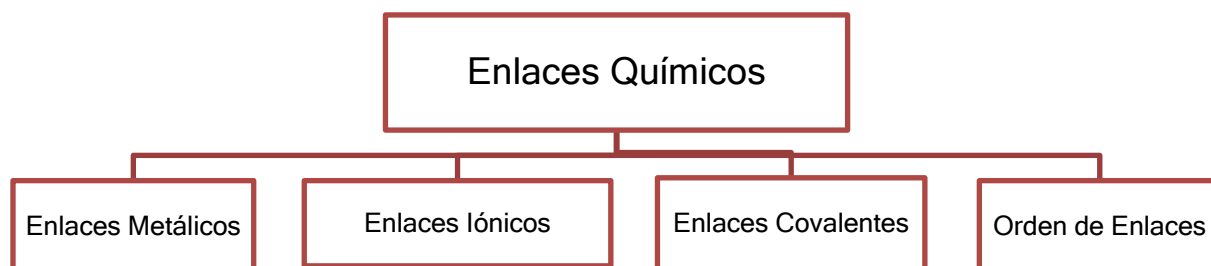 Enlaces Químicos
Enlaces Metálicos
Enlaces Iónicos
Enlaces Covalentes
Orden de Enlaces